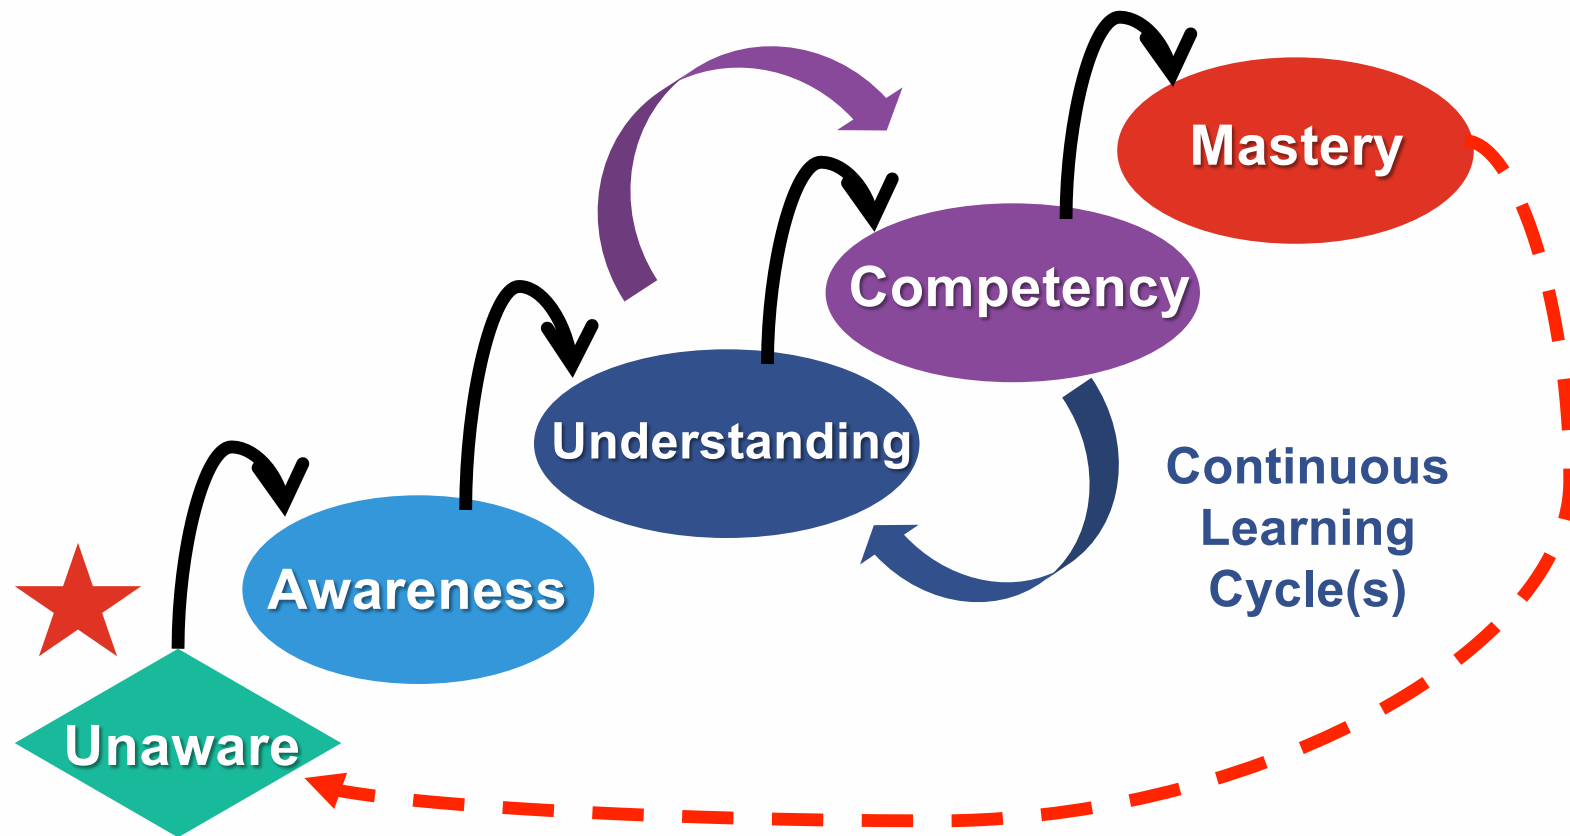 Mastery
Competency
Understanding
Continuous
Learning
Cycle(s)
Awareness
Unaware